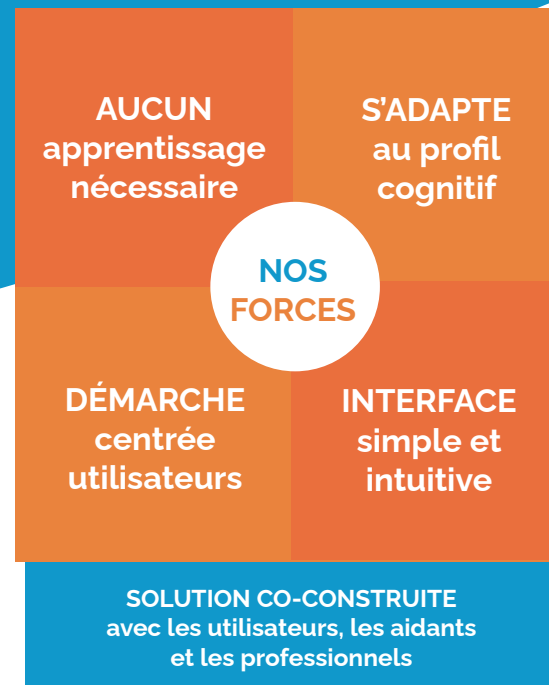 AUCUN
apprentissage
nécessaire
S'ADAPTE
au profil
cognitif
NOS
FORCES
DÉMARCHE
centrée
utilisateurs
INTERFACE
simple et
intuitive
SOLUTION CO-CONSTRUITE
avec les utilisateurs, les aidants
et les professionnels